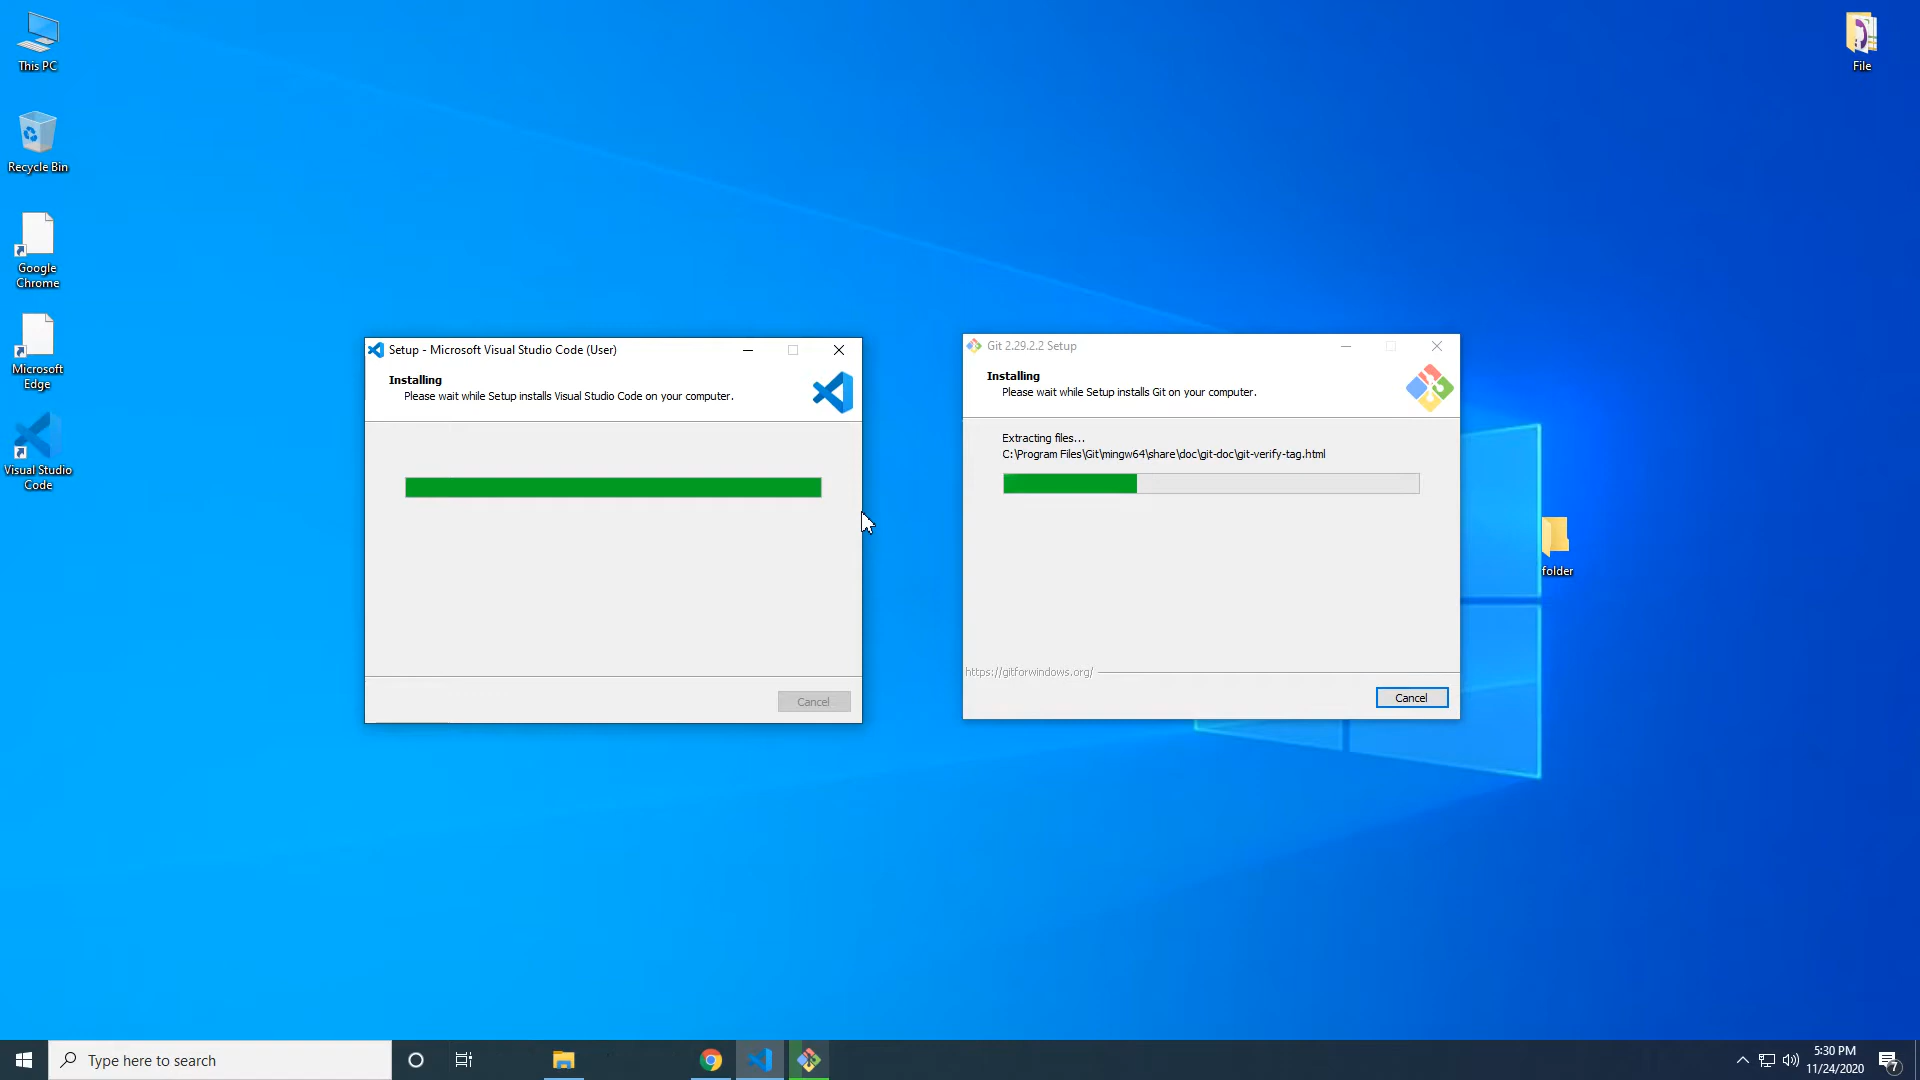 This PC
Recycle Bin
Google
Chrome
Microsoft
Edge
Visual Studio
Code
File
Setup - Microsoft Visual Studio Code (User)
Installing
Please wait while Setup installs Visual Studio Code on your computer.
Cancel
Git 2.29.2.2 Setup
Installing
Please wait while Setup installs Git on your computer.
Extracting files...
C:\Program Files\Git\mingw64\share\doc\git-doc\git-verify-tag.html
https://gitforwindows.org/
Cancel
folder
Type here to search
5:30 PM
11/24/2020
7